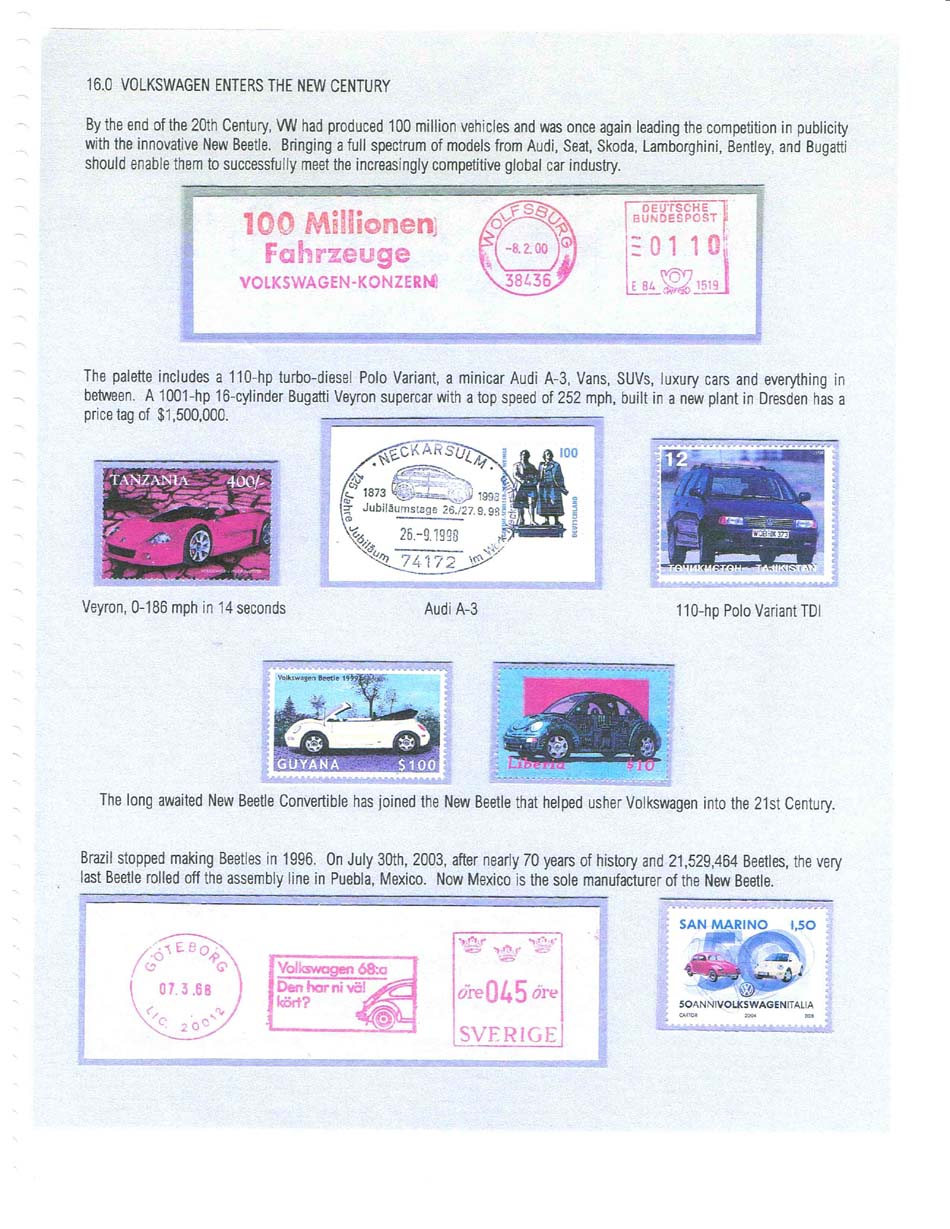 16.0 VOLKSWAGEN ENTERS THE NEW CENTURY
By the end of the 20th Century, VW had produced 100 million vehicles and was once again leading the competition in publicity
with the innovative New Beetle. Bringing a full spectrum of models from Audi, Seat, Skoda, Lamborghini, Bentley, and Bugatti
should enable them to successfully meet the increasingly competitive global car industry.
100 Millionen
Fahrzeuge
VOLKSWAGEN-KONZERN
WOLFSBURG
-8.2.00
38436
DEUTSCHE
BUNDESPOST
0110
E 84 1519
The palette includes a 110-hp turbo-diesel Polo Variant, a minicar Audi A-3, Vans, SUVs, luxury cars and everything in
between. A 1001-hp 16-cylinder Bugatti Veyron supercar with a top speed of 252 mph, built in a new plant in Dresden has a
price tag of $1,500,000.
TANZANIA 400/-
NECKARSULM
1873 1998
Jubiläumstage 26./27.9.98
26.-9.1998
74172
125 Jahre Jubiläum im
100
DEUTSCHLAND
12
ТОҶИКИСТОН - TAJIKISTAN
Veyron, 0-186 mph in 14 seconds
Audi A-3
110-hp Polo Variant TDI
Volkswagen Beetle 1999
GUYANA $100
Liberia $10
The long awaited New Beetle Convertible has joined the New Beetle that helped usher Volkswagen into the 21st Century.
Brazil stopped making Beetles in 1996. On July 30th, 2003, after nearly 70 years of history and 21,529,464 Beetles, the very
last Beetle rolled off the assembly line in Puebla, Mexico. Now Mexico is the sole manufacturer of the New Beetle.
GÖTEBORG
07.3.68
LIC. 20012
Volkswagen 68:a
Den har ni väl
kört?
öre 045 öre
SVERIGE
SAN MARINO 1,50
50
50ANNIVOLKSWAGENITALIA
CARTOR 2004